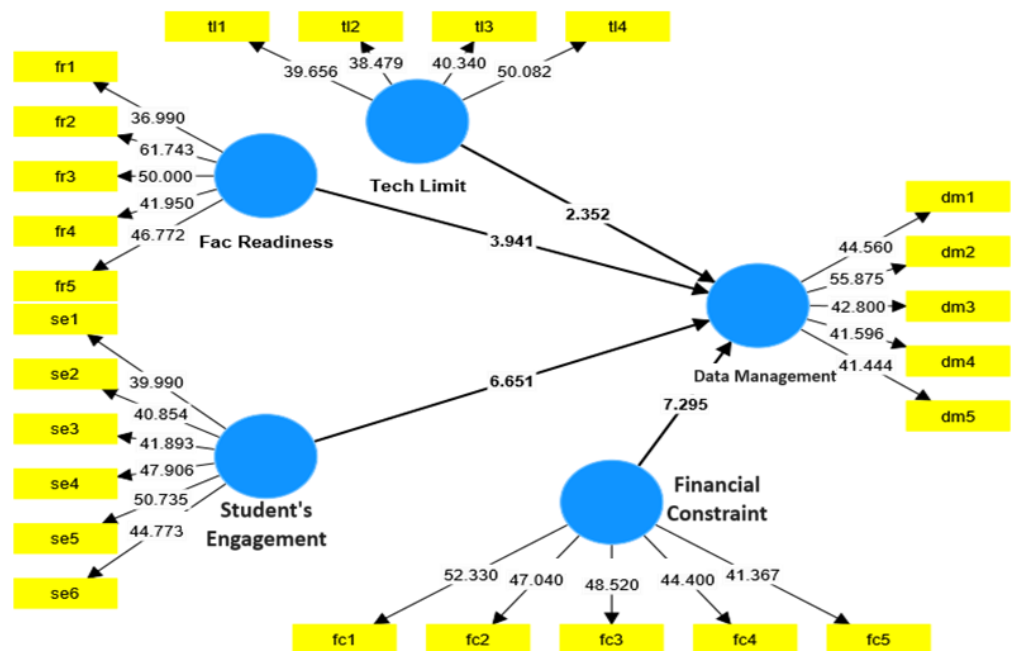 tl1
tl2
tl3
tl4
39.656
38.479
40.340
50.082
Tech Limit
fr1
fr2
fr3
fr4
fr5
36.990
61.743
50.000
41.950
46.772
Fac Readiness
2.352
3.941
se1
se2
se3
se4
se5
se6
39.990
40.854
41.893
47.906
50.735
44.773
Student's
Engagement
6.651
7.295
Data Management
dm1
dm2
dm3
dm4
dm5
44.560
55.875
42.800
41.596
41.444
Financial
Constraint
52.330
47.040
48.520
44.400
41.367
fc1
fc2
fc3
fc4
fc5